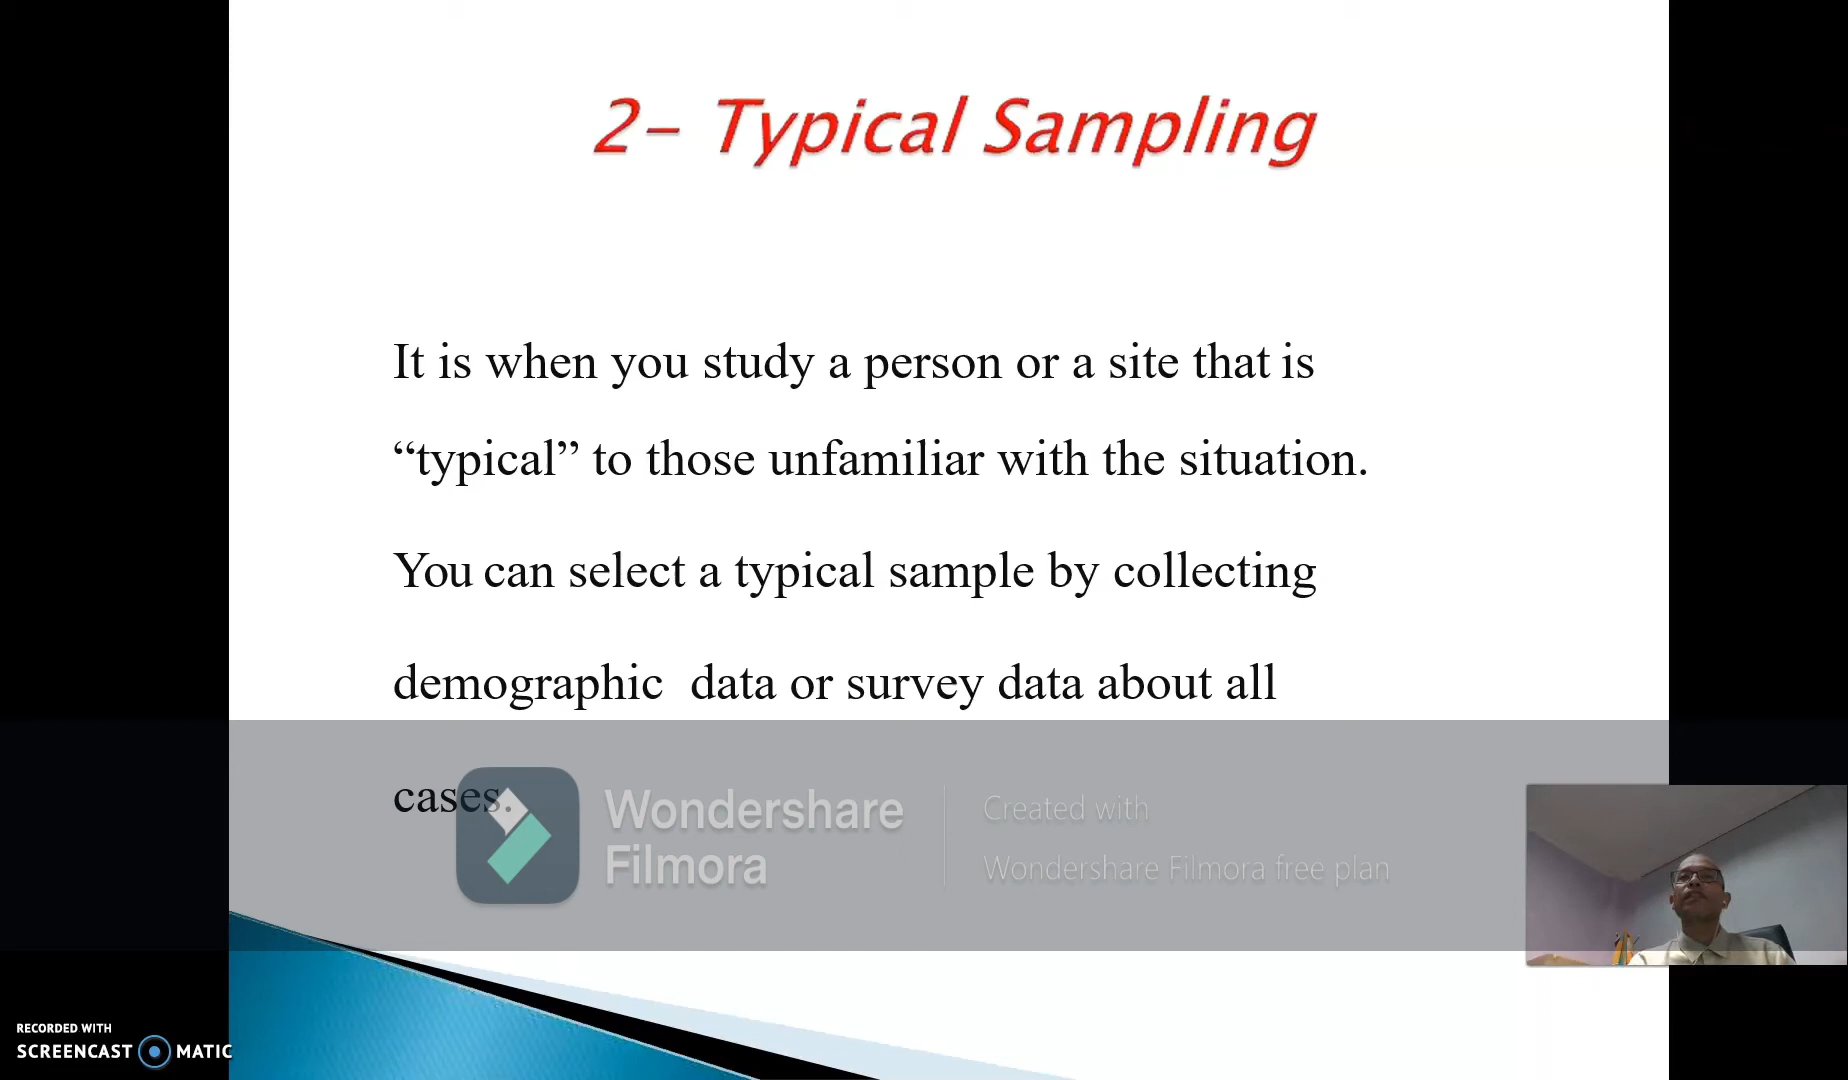 2- Typical Sampling
It is when you study a person or a site that is
“typical” to those unfamiliar with the situation.
You can select a typical sample by collecting
demographic data or survey data about all
cases.
Wondershare
Filmora
Created with
Wondershare Filmora free plan
RECORDED WITH
SCREENCAST MATIC